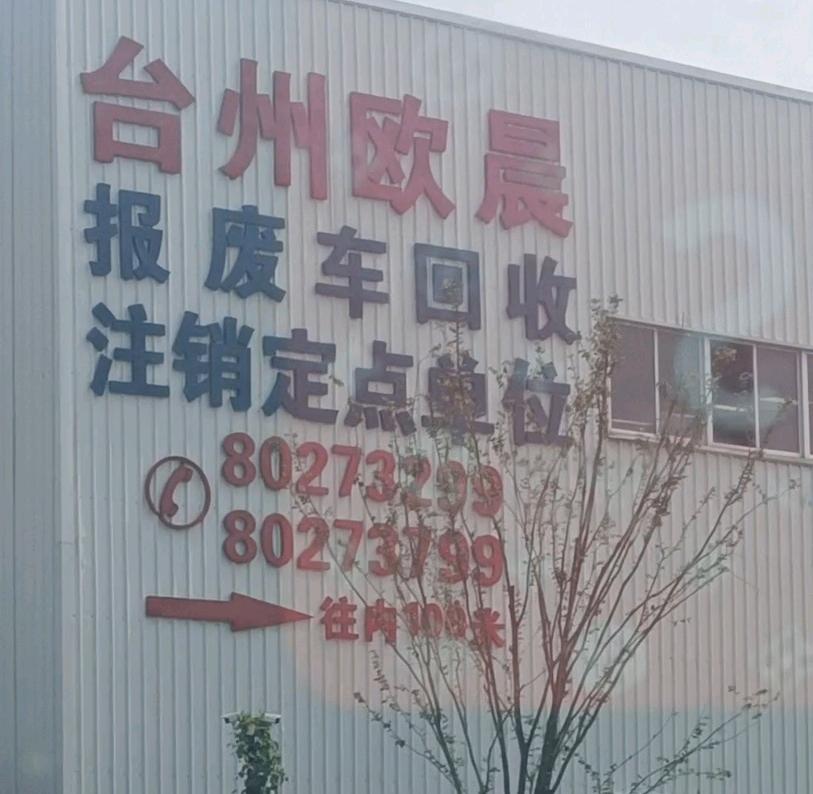 台州欧晨
报废车回收
注销定点单位
80273299
80273799
往内100米